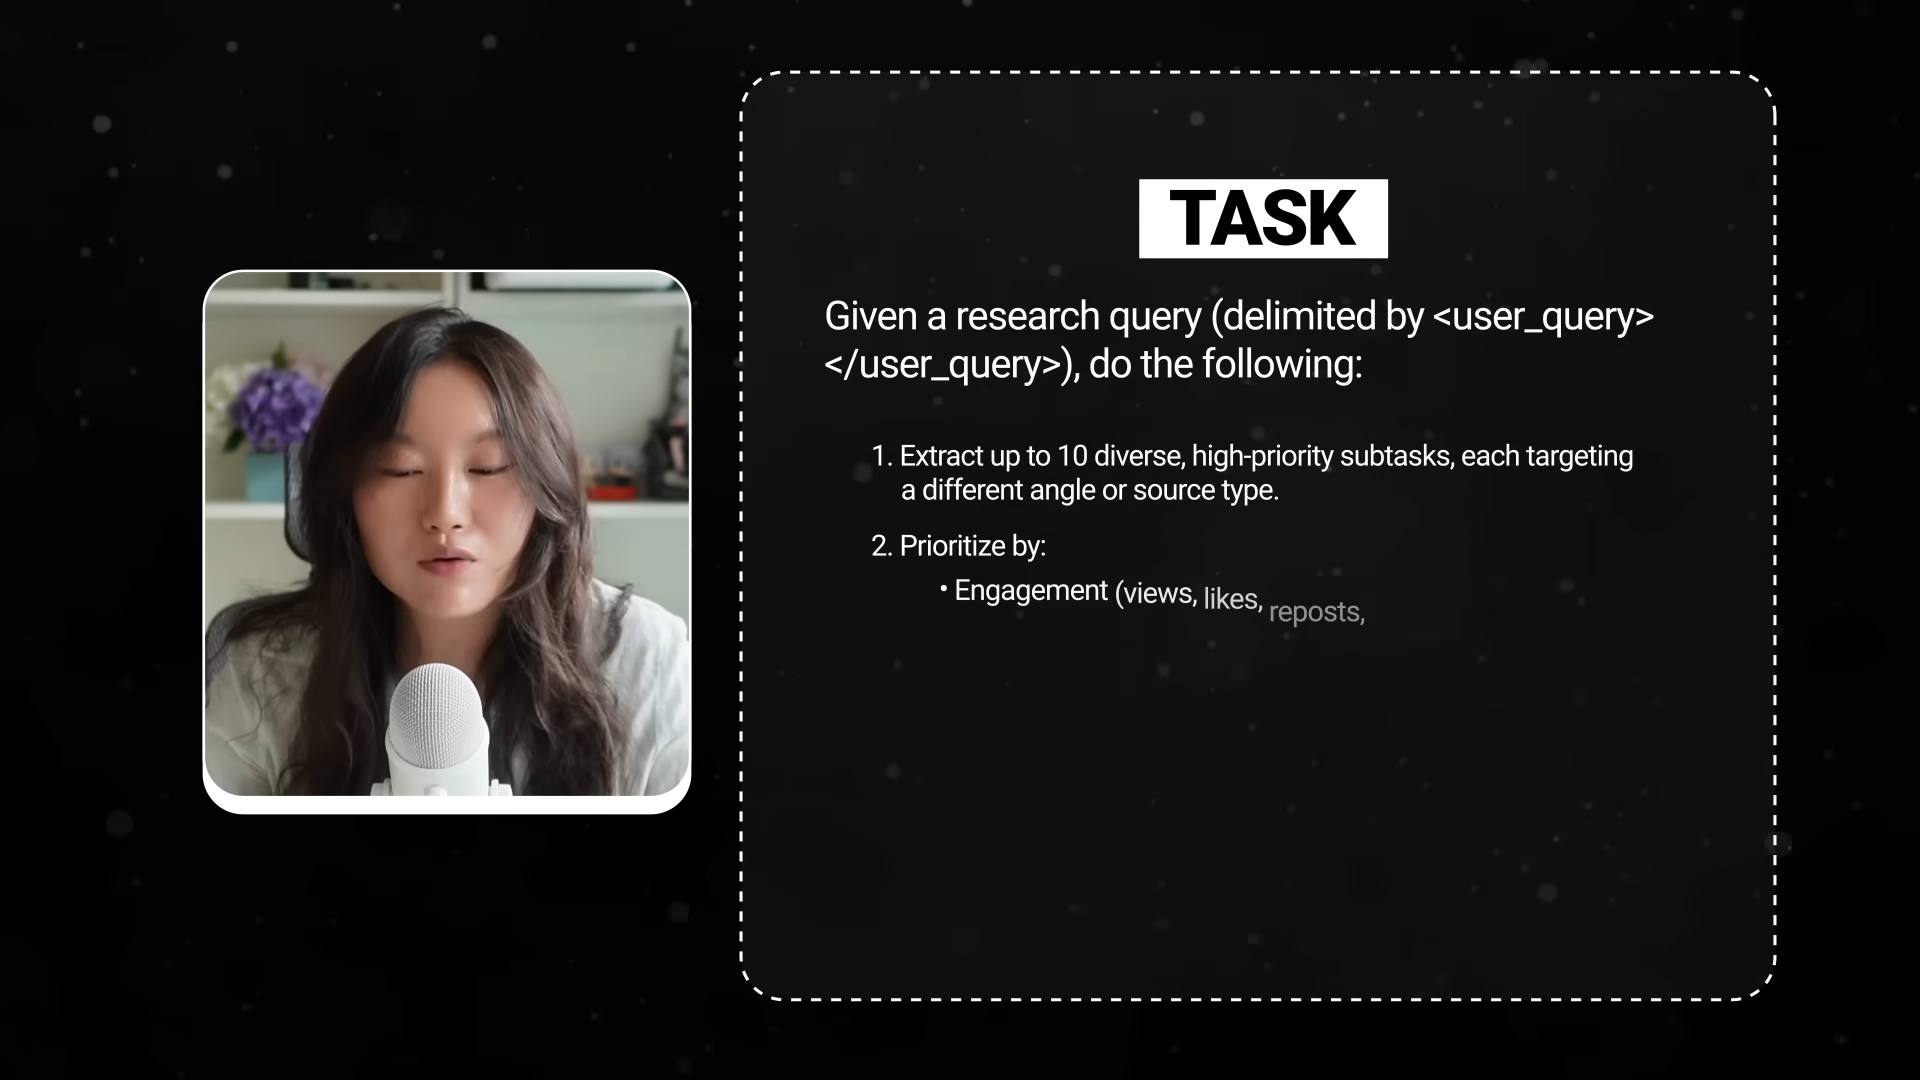 TASK
Given a research query (delimited by <user_query>
</user_query>), do the following:
1. Extract up to 10 diverse, high-priority subtasks, each targeting
a different angle or source type.
2. Prioritize by:
• Engagement (views, likes, reposts,